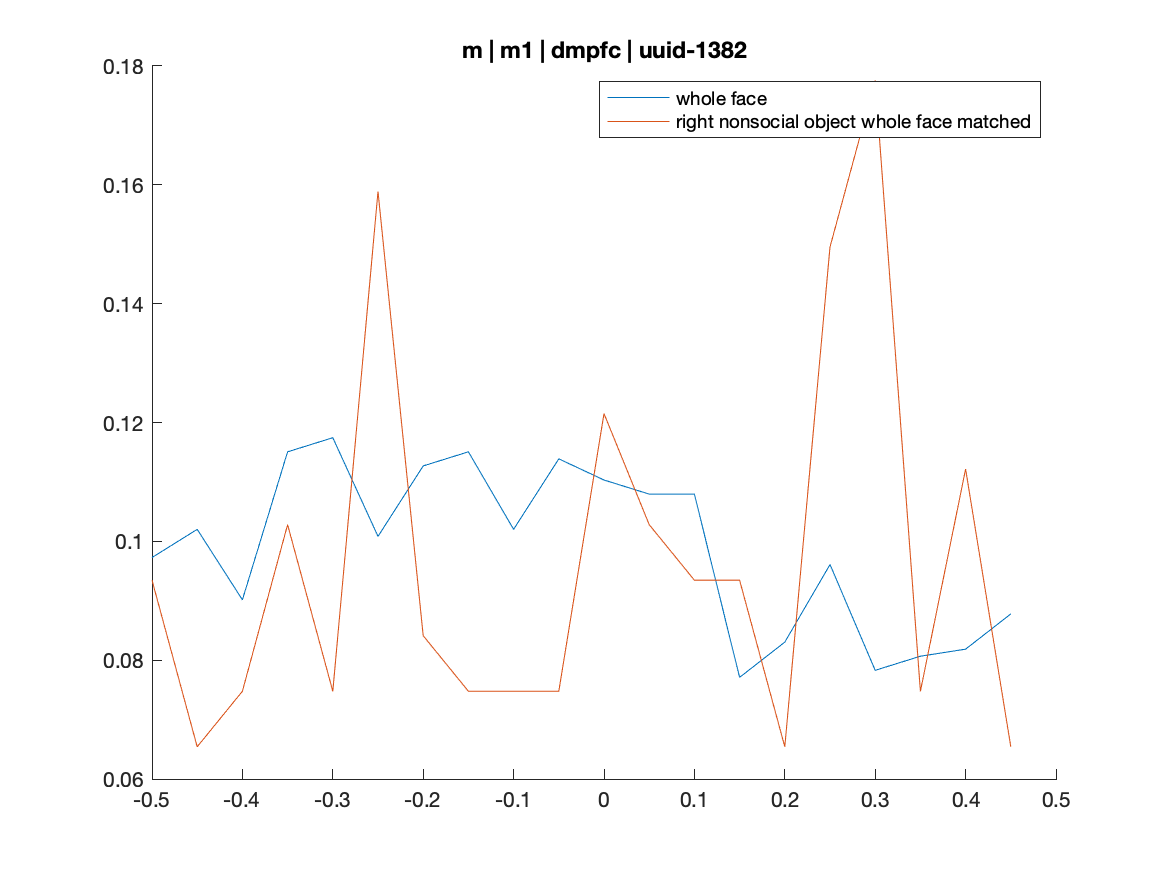 m | m1 | dmpfc | uuid-1382
0.18
whole face
right nonsocial object whole face matched
0.16
0.14
0.12
0.1
0.08
0.06
-0.5 -0.4 -0.3 -0.2 -0.1 0 0.1 0.2 0.3 0.4 0.5